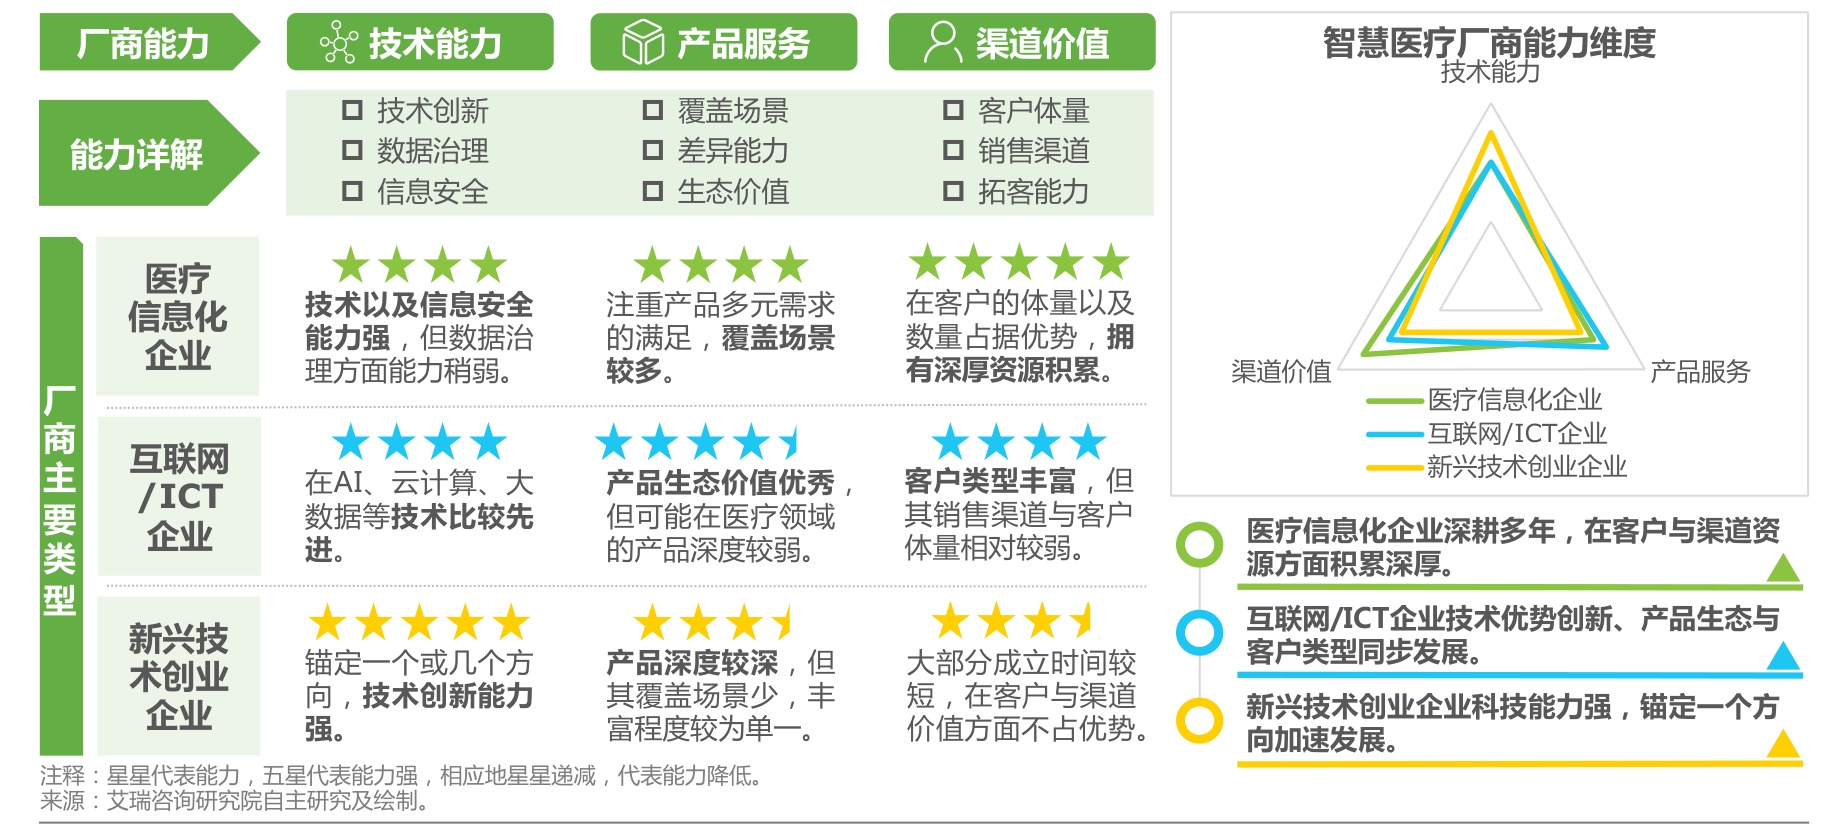 厂商能力
技术能力
产品服务
渠道价值
能力详解
技术创新
数据治理
信息安全
覆盖场景
差异能力
生态价值
客户体量
销售渠道
拓客能力
厂商主要类型
医疗
信息化
企业
技术以及信息安全
能力强，但数据治
理方面能力稍弱。
注重产品多元需求
的满足，覆盖场景
较多。
在客户的体量以及
数量占据优势，拥
有深厚资源积累。
互联网
/ICT
企业
在AI、云计算、大
数据等技术比较先
进。
产品生态价值优秀，
但可能在医疗领域
的产品深度较弱。
客户类型丰富，但
其销售渠道与客户
体量相对较弱。
新兴技
术创业
企业
锚定一个或几个方
向，技术创新能力
强。
产品深度较深，但
其覆盖场景少，丰
富程度较为单一。
大部分成立时间较
短，在客户与渠道
价值方面不占优势。
智慧医疗厂商能力维度
技术能力
渠道价值
产品服务
医疗信息化企业
互联网/ICT企业
新兴技术创业企业
医疗信息化企业深耕多年，在客户与渠道资
源方面积累深厚。
互联网/ICT企业技术优势创新、产品生态与
客户类型同步发展。
新兴技术创业企业科技能力强，锚定一个方
向加速发展。
注释：星星代表能力，五星代表能力强，相应地星星递减，代表能力降低。
来源：艾瑞咨询研究院自主研究及绘制。